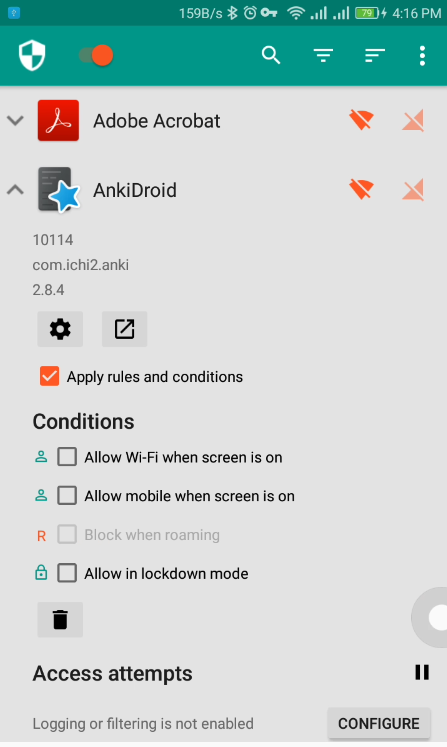 159B/s 79 4:16 PM
Adobe Acrobat
AnkiDroid
10114
com.ichi2.anki
2.8.4
Apply rules and conditions
Conditions
Allow Wi-Fi when screen is on
Allow mobile when screen is on
R Block when roaming
Allow in lockdown mode
Access attempts
Logging or filtering is not enabled CONFIGURE